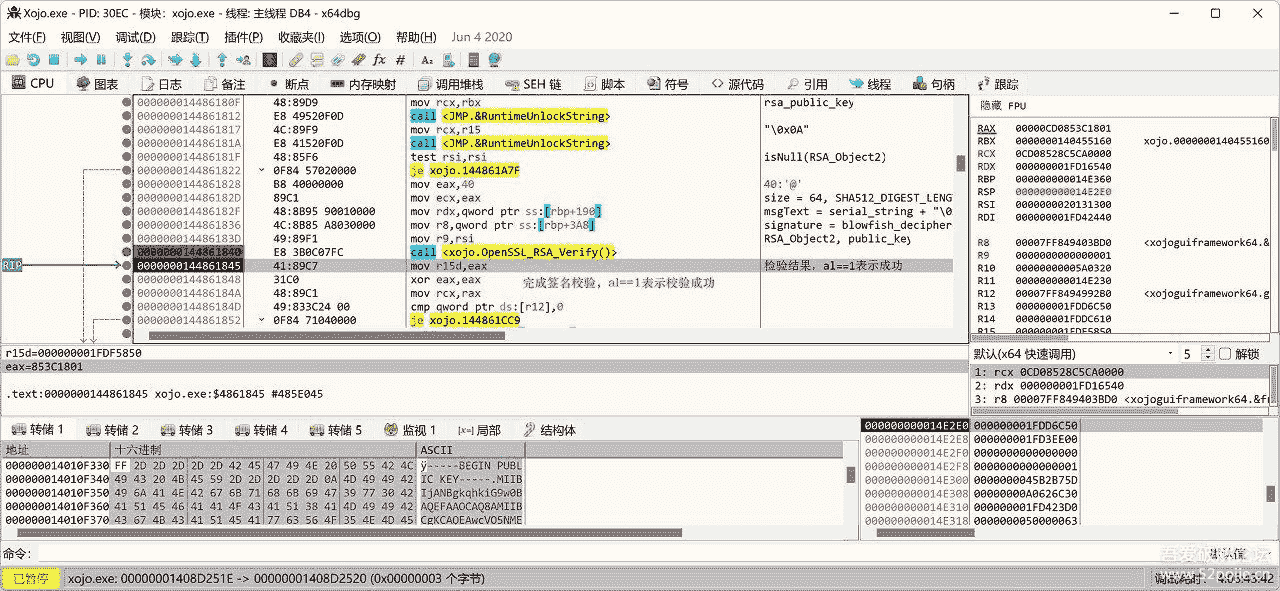 Xojo.exe - PID: 30EC - 模块: xojo.exe - 线程: 主线程 DB4 - x64dbg
文件(F) 视图(V) 调试(D) 跟踪(T) 插件(P) 收藏夹(I) 选项(O) 帮助(H) Jun 4 2020
CPU 图表 日志 备注 断点 内存映射 调用堆栈 SEH 链 脚本 符号 源代码 引用 线程 句柄 跟踪
000000014486180F 48:89D9 mov rcx,rbx rsa_public_key
0000000144861812 E8 49520F0D call <JMP.&RuntimeUnlockString>
0000000144861817 4C:89F9 mov rcx,r15 "\0x0A"
000000014486181A E8 41520F0D call <JMP.&RuntimeUnlockString>
48:85F6 test rsi,rsi isNull(RSA_Object2)
0000000144861822 0F84 57020000 je xojo.144861A7F
0000000144861828 B8 40000000 mov eax,40 40:'@'
000000014486182D 89C1 mov ecx,eax size = 64, SHA512_DIGEST_LENG
000000014486182F 48:8B95 90010000 mov rdx,qword ptr ss:[rbp+190] msgText = serial_string + "\0
0000000144861836 4C:8B85 A8030000 mov r8,qword ptr ss:[rbp+3A8] signature = blowfish_decipher
000000014486183D 49:89F1 mov r9,rsi RSA_Object2, public_key
0000000144861840 E8 3B0C07FC call <xojo.OpenSSL_RSA_Verify()>
RIP 0000000144861845 41:89C7 mov r15d,eax 检验结果，al==1表示成功
0000000144861848 31C0 xor eax,eax 完成签名校验，al==1表示校验成功
000000014486184A 48:89C1 mov rcx,rax
000000014486184D 49:833C24 00 cmp qword ptr ds:[r12],0
0000000144861852 0F84 71040000 je xojo.144861CC9
隐藏 FPU
RAX 00000CD0853C1801
RBX 0000000140455160 xojo.0000000140455160
RCX 0CD08528C5CA0000
RDX 000000001FD16540
RBP 000000000014E360
RSP 000000000014E2E0
RSI 0000000020131300
RDI 000000001FD42440
R8 00007FF849403BD0 <xojoguiframework64.&
R9 0000000000000001
R10 0000000005A0320
R11 000000000014E230
R12 00007FF8494992B0 <xojoguiframework64.g
R13 000000001FD6C50
R14 000000001FDDC610
R15 000000001FDF5850
默认(x64 快速调用) 5 解锁
1: rcx 0CD08528C5CA0000
2: rdx 000000001FD16540
3: r8 00007FF849403BD0 <xojoguiframework64.&f
r15d=000000001FDF5850
eax=853C1801
.text:0000000144861845 xojo.exe:$4861845 #485E045
转储 1 转储 2 转储 3 转储 4 转储 5 监视 1 [x=] 局部 结构体
地址 十六进制 ASCII
000000014010F330 FF 2D 2D 2D 2D 2D 42 45 47 49 4E 20 50 55 42 4C ÿ-----BEGIN PUBL
000000014010F340 49 43 20 4B 45 59 2D 2D 2D 2D 2D 0A 4D 49 49 42 IC KEY-----.MIIB
000000014010F350 49 6A 41 4E 42 67 6B 71 68 6B 69 47 39 77 30 42 IjANBgkqhkiG9w0B
000000014010F360 41 51 45 46 41 41 4F 43 41 51 38 41 4D 49 49 42 AQEFAAOCAQ8AMIIB
000000014010F370 43 67 4B 43 41 51 45 41 77 63 56 4F 35 4E 4D 45 CgKCAQEAwcVO5NME
000000000014E2E0 000000001FDD6C50
000000000014E2E8 000000001FD3EE00
000000000014E2F0 0000000000000000
000000000014E2F8 0000000000000001
000000000014E300 0000000045B2B75D
000000000014E308 00000000A0626C30
000000000014E310 000000001FD423D0
000000000014E318 0000000050000063
命令: 默认值
已暂停 xojo.exe: 00000001408D251E -> 00000001408D2520 (0x00000003 个字节)